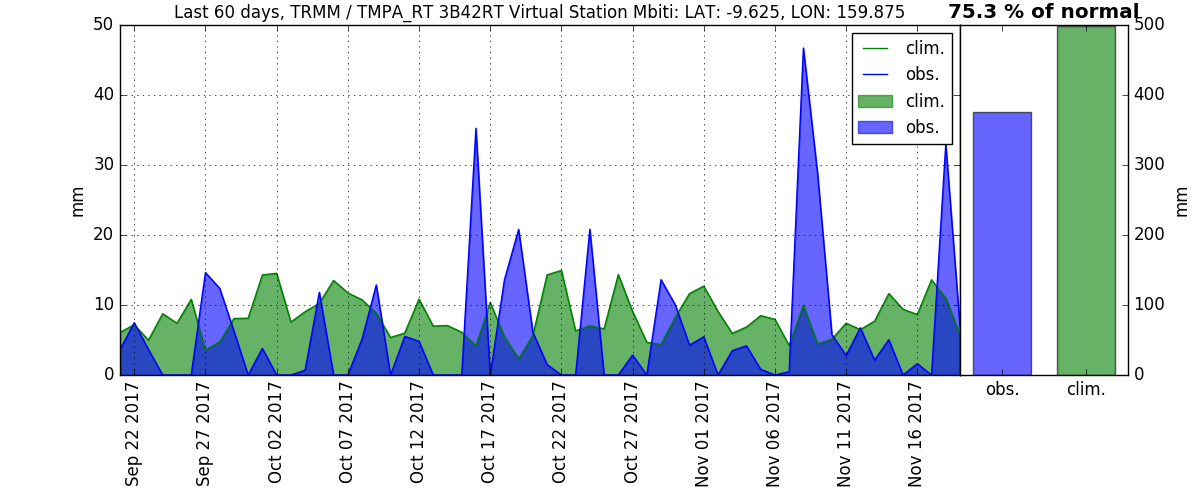 Last 60 days, TRMM / TMPA_RT 3B42RT Virtual Station Mbiti: LAT: -9.625, LON: 159.875
75.3 % of normal
50
40
30
20
10
0
mm
clim.
obs.
clim.
obs.
500
400
300
200
100
0
mm
Sep 22 2017
Sep 27 2017
Oct 02 2017
Oct 07 2017
Oct 12 2017
Oct 17 2017
Oct 22 2017
Oct 27 2017
Nov 01 2017
Nov 06 2017
Nov 11 2017
Nov 16 2017
obs.
clim.